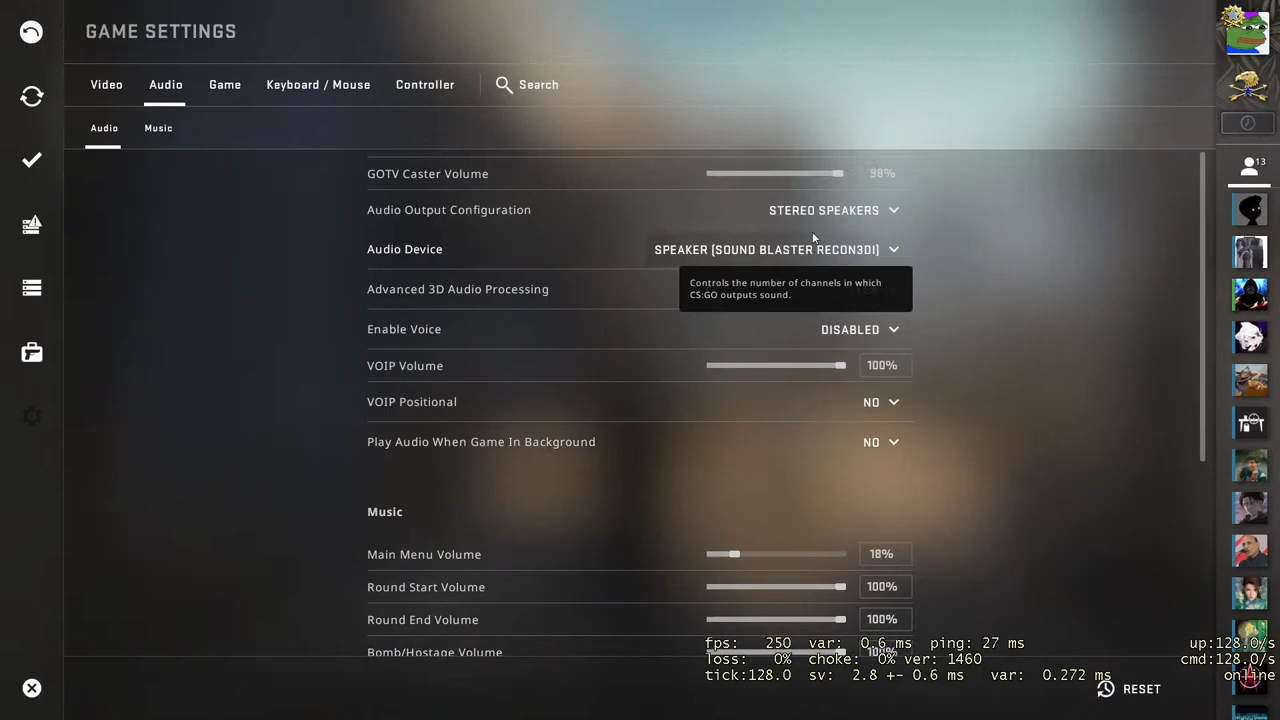 GAME SETTINGS
Video
Audio
Game
Keyboard / Mouse
Controller
Search
Audio
Music
13
GOTV Caster Volume 98%
Audio Output Configuration STEREO SPEAKERS
Audio Device SPEAKER (SOUND BLASTER RECON3DI)
Advanced 3D Audio Processing
Controls the number of channels in which
CS:GO outputs sound.
Enable Voice DISABLED
VOIP Volume 100%
VOIP Positional NO
Play Audio When Game In Background NO
Music
Main Menu Volume 18%
Round Start Volume 100%
Round End Volume 100%
Bomb/Hostage Volume 100%
fps: 250 var: 0.6 ms ping: 27 ms up:128.0/s
loss: 0% choke: 0% ver: 1460 cmd:128.0/s
tick:128.0 sv: 2.8 +- 0.6 ms var: 0.272 ms online
RESET